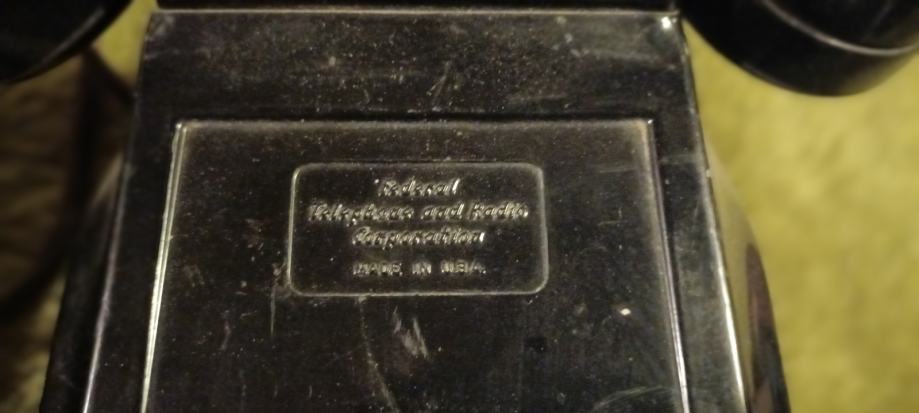 Federal
Telephone and Radio
Corporation
MADE IN U.S.A.